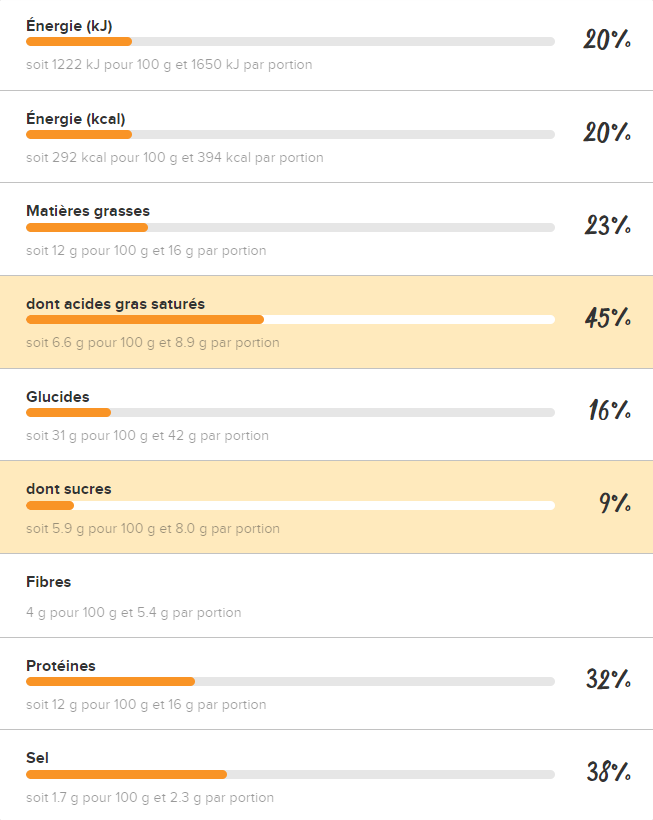 Énergie (kJ)
20%
soit 1222 kJ pour 100 g et 1650 kJ par portion
Énergie (kcal)
20%
soit 292 kcal pour 100 g et 394 kcal par portion
Matières grasses
23%
soit 12 g pour 100 g et 16 g par portion
dont acides gras saturés
45%
soit 6.6 g pour 100 g et 8.9 g par portion
Glucides
16%
soit 31 g pour 100 g et 42 g par portion
dont sucres
9%
soit 5.9 g pour 100 g et 8.0 g par portion
Fibres
4 g pour 100 g et 5.4 g par portion
Protéines
32%
soit 12 g pour 100 g et 16 g par portion
Sel
38%
soit 1.7 g pour 100 g et 2.3 g par portion